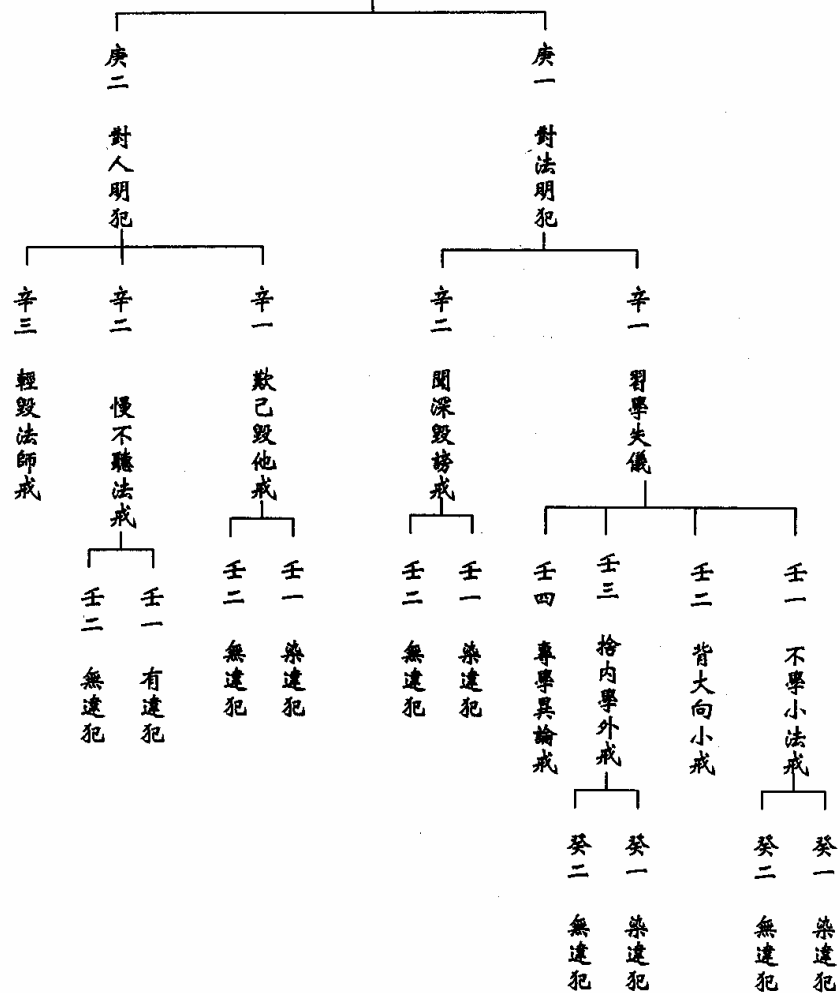 庚一　對法明犯
辛一　習學失儀
壬一　不學小法戒
癸一　染違犯
癸二　無違犯
壬二　背大向小戒
壬三　捨內學外戒
癸一　染違犯
癸二　無違犯
壬四　專學異論戒
辛二　聞深毀謗戒
壬一　染違犯
壬二　無違犯
庚二　對人明犯
辛一　歎己毀他戒
壬一　染違犯
壬二　無違犯
辛二　慢不聽法戒
壬一　有違犯
壬二　無違犯
辛三　輕毀法師戒